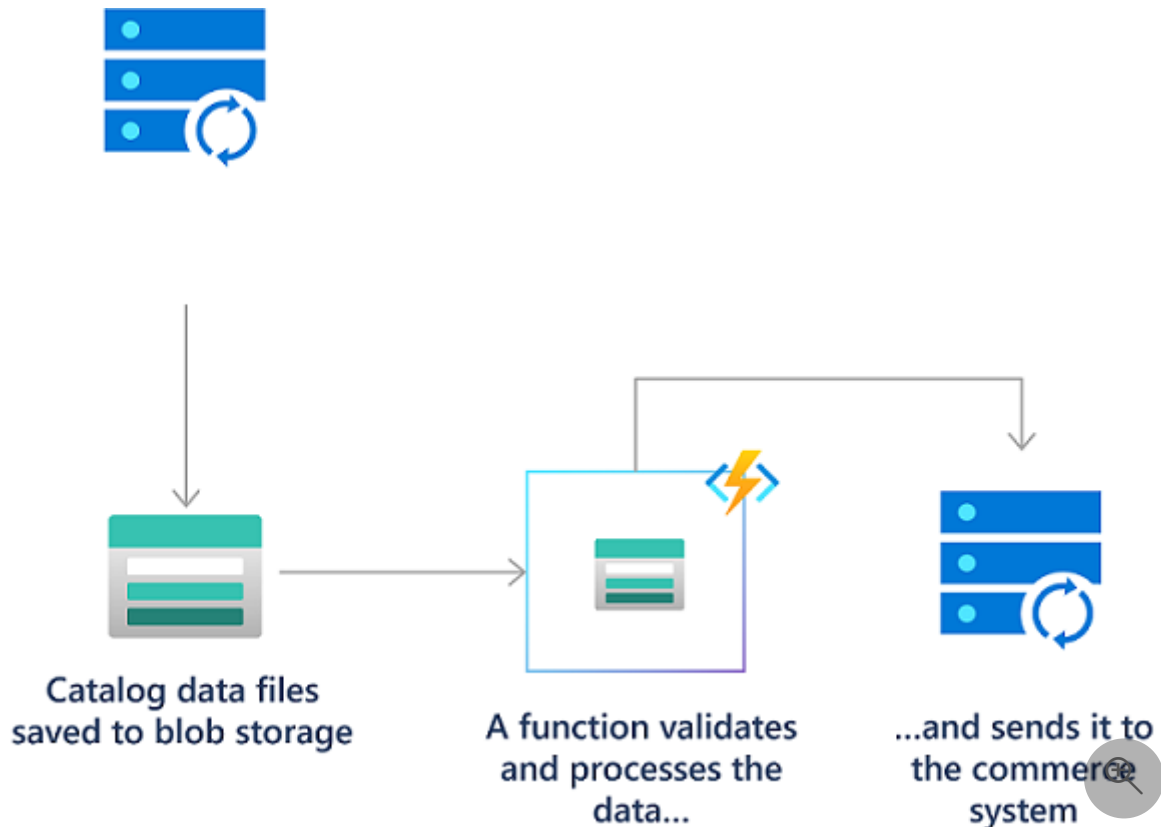 Catalog data files
saved to blob storage
A function validates
and processes the
data...
...and sends it to
the commerce
system